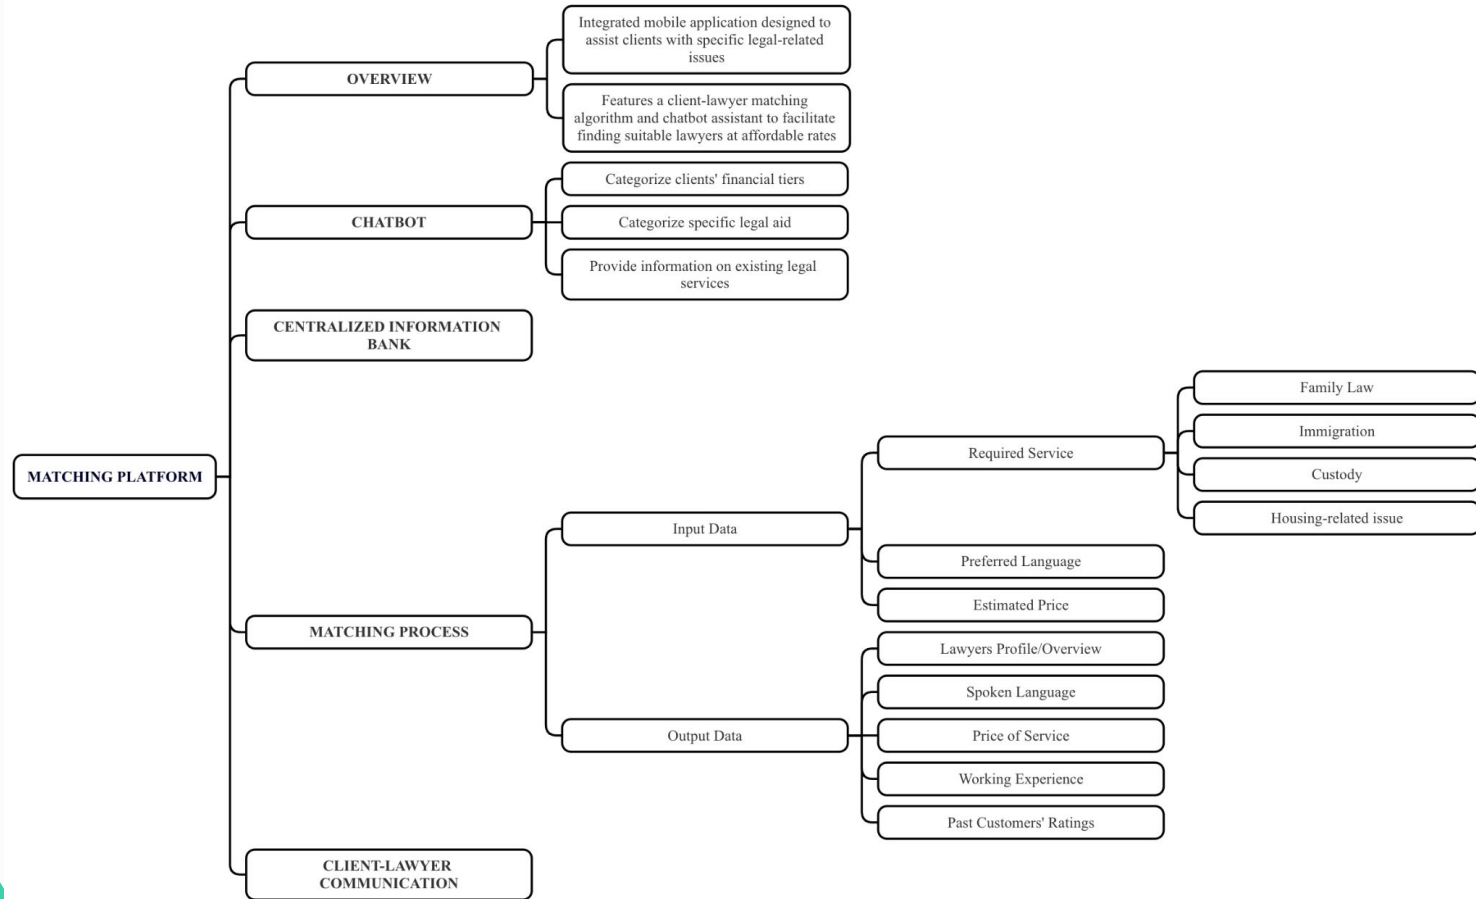 Integrated mobile application designed to
assist clients with specific legal-related
issues
OVERVIEW
Features a client-lawyer matching
algorithm and chatbot assistant to facilitate
finding suitable lawyers at affordable rates
Categorize clients' financial tiers
CHATBOT
Categorize specific legal aid
Provide information on existing legal
services
CENTRALIZED INFORMATION
BANK
MATCHING PLATFORM
MATCHING PROCESS
Input Data
Required Service
Family Law
Immigration
Custody
Housing-related issue
Preferred Language
Estimated Price
Output Data
Lawyers Profile/Overview
Spoken Language
Price of Service
Working Experience
Past Customers' Ratings
CLIENT-LAWYER
COMMUNICATION